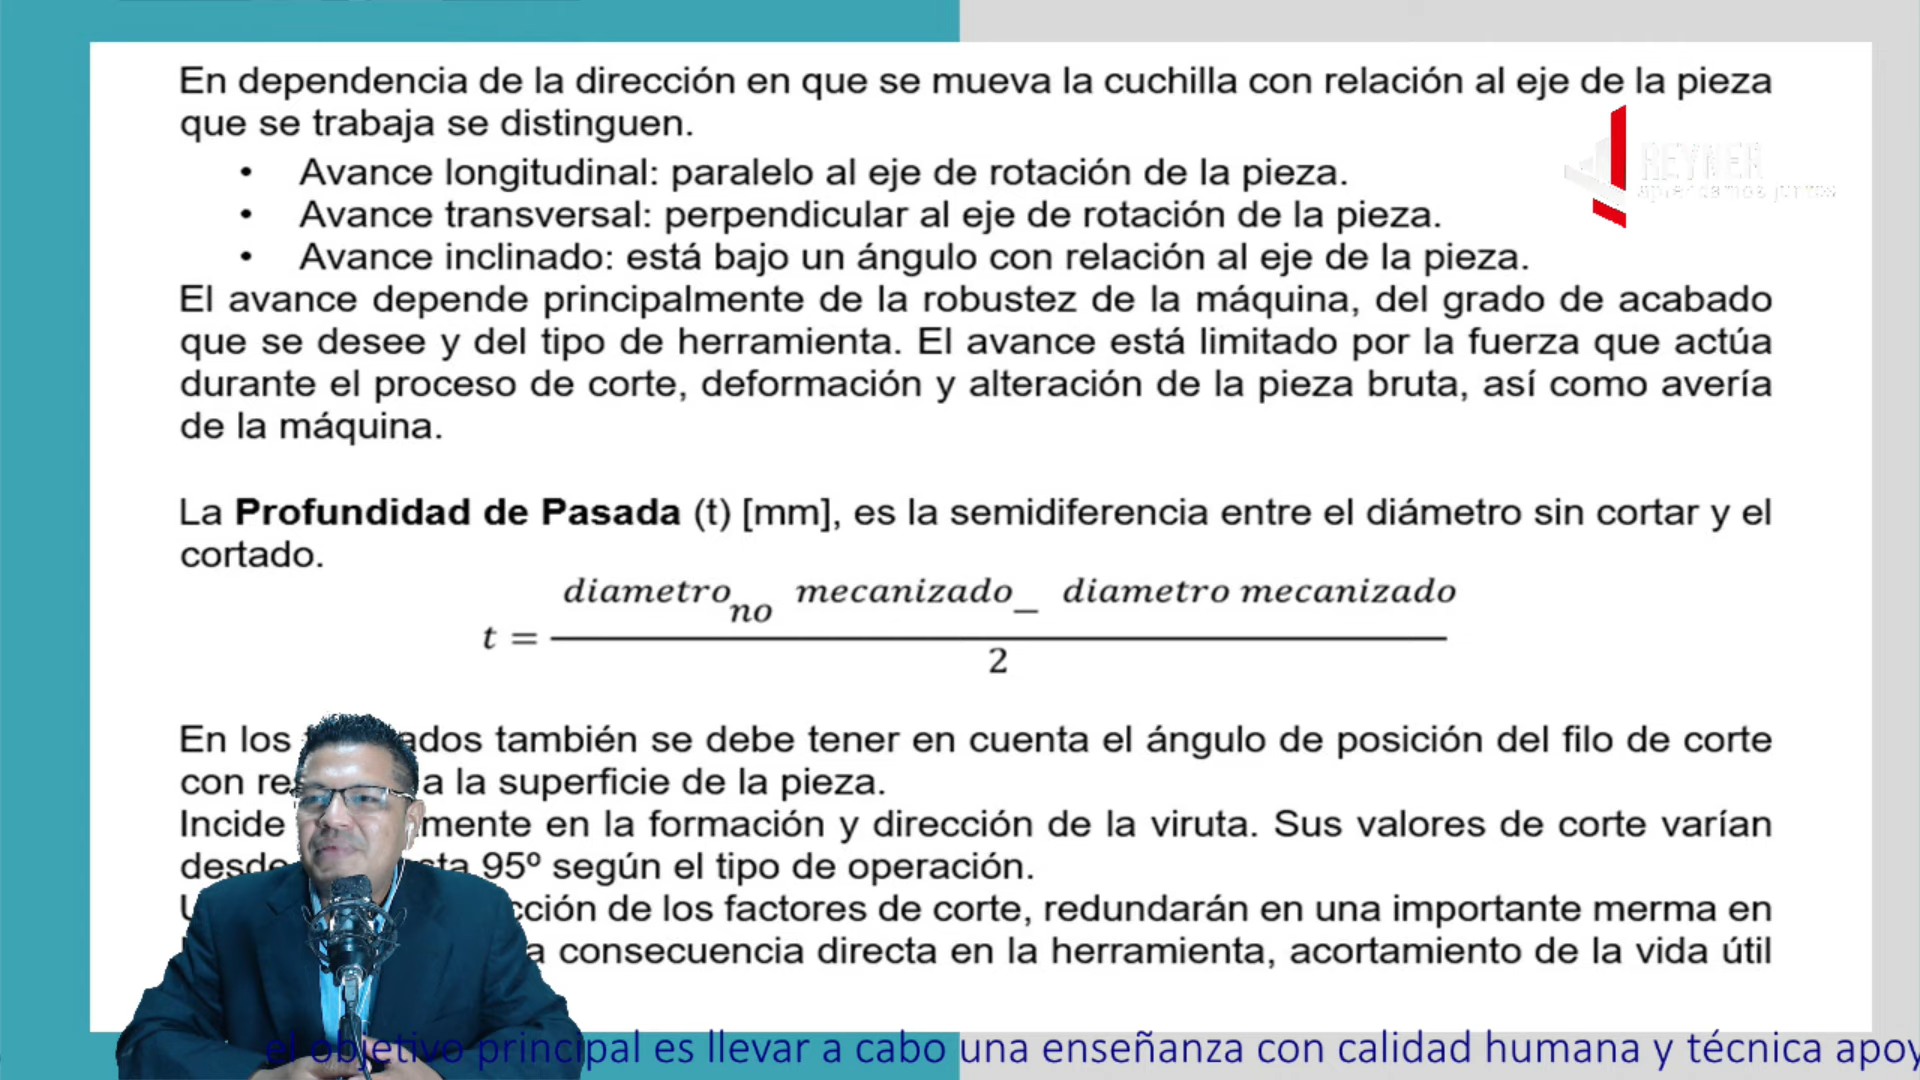 En dependencia de la dirección en que se mueva la cuchilla con relación al eje de la pieza
que se trabaja se distinguen.
• Avance longitudinal: paralelo al eje de rotación de la pieza.
• Avance transversal: perpendicular al eje de rotación de la pieza.
• Avance inclinado: está bajo un ángulo con relación al eje de la pieza.
REYNER
aprendamos juntos
El avance depende principalmente de la robustez de la máquina, del grado de acabado
que se desee y del tipo de herramienta. El avance está limitado por la fuerza que actúa
durante el proceso de corte, deformación y alteración de la pieza bruta, así como avería
de la máquina.
La Profundidad de Pasada (t) [mm], es la semidiferencia entre el diámetro sin cortar y el
cortado.
t = (diametro_no mecanizado_ diametro mecanizado) / 2
En los ados también se debe tener en cuenta el ángulo de posición del filo de corte
con a la superficie de la pieza.
Incide mente en la formación y dirección de la viruta. Sus valores de corte varían
95º según el tipo de operación.
cción de los factores de corte, redundarán en una importante merma en
a consecuencia directa en la herramienta, acortamiento de la vida útil
el objetivo principal es llevar a cabo una enseñanza con calidad humana y técnica apoy